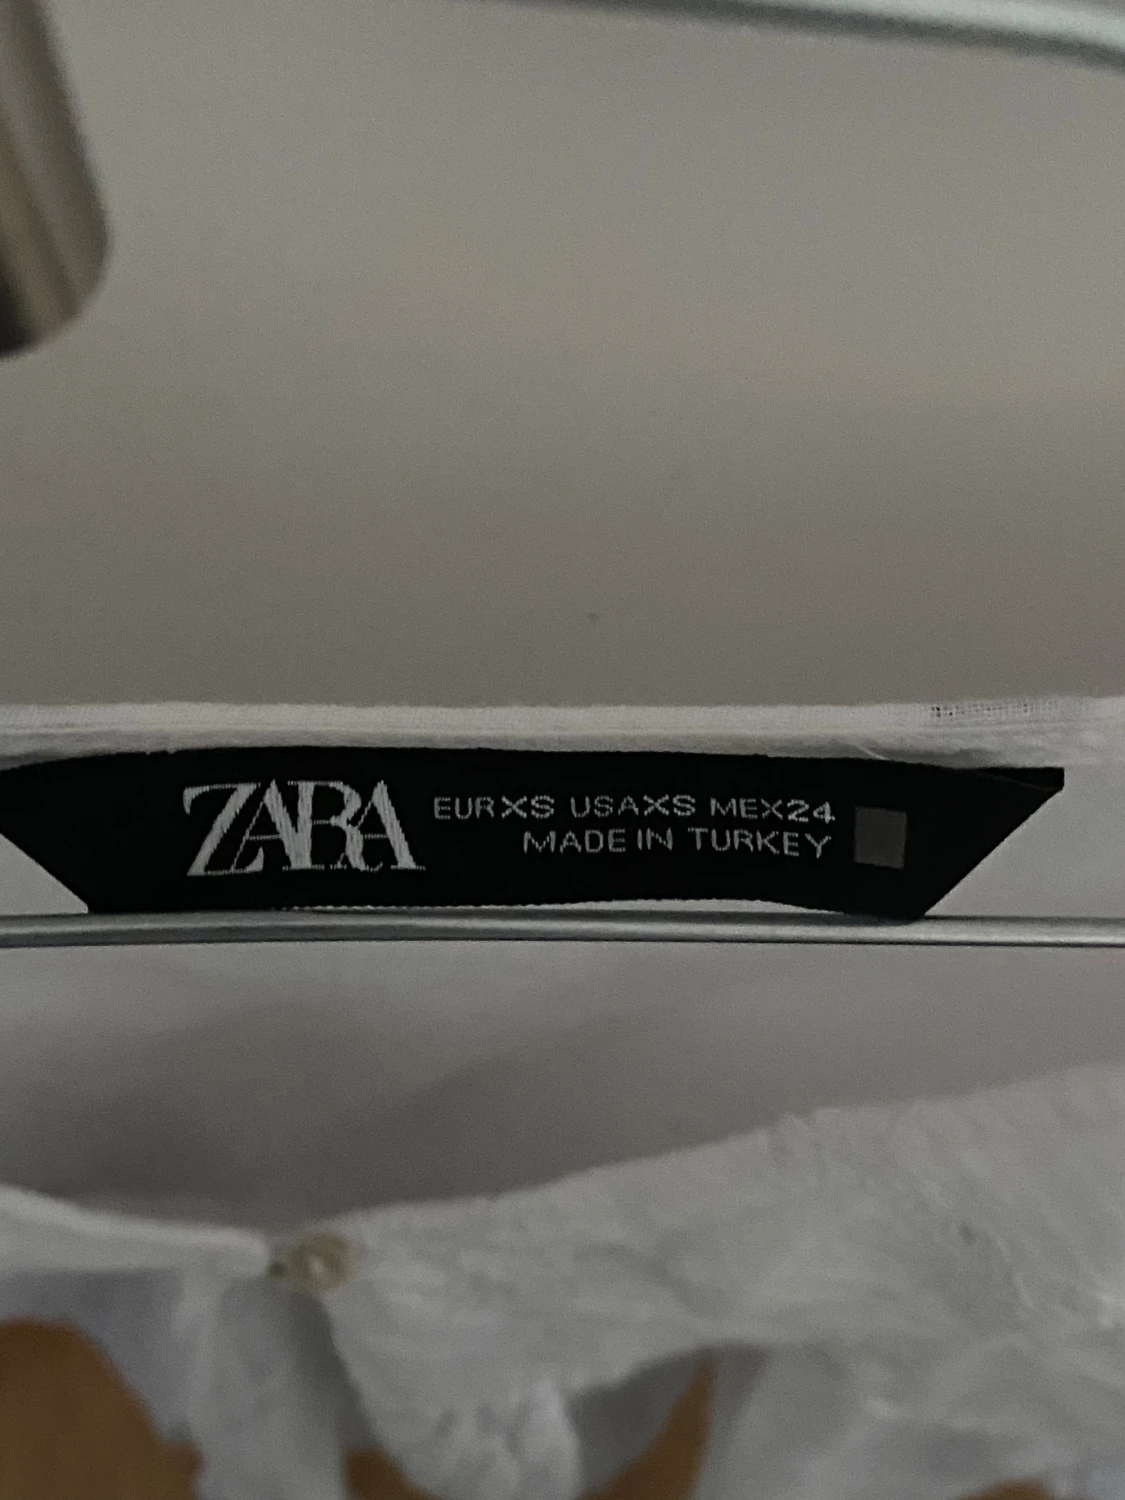 ZARA
EUR XS USA XS MEX 24
MADE IN TURKEY